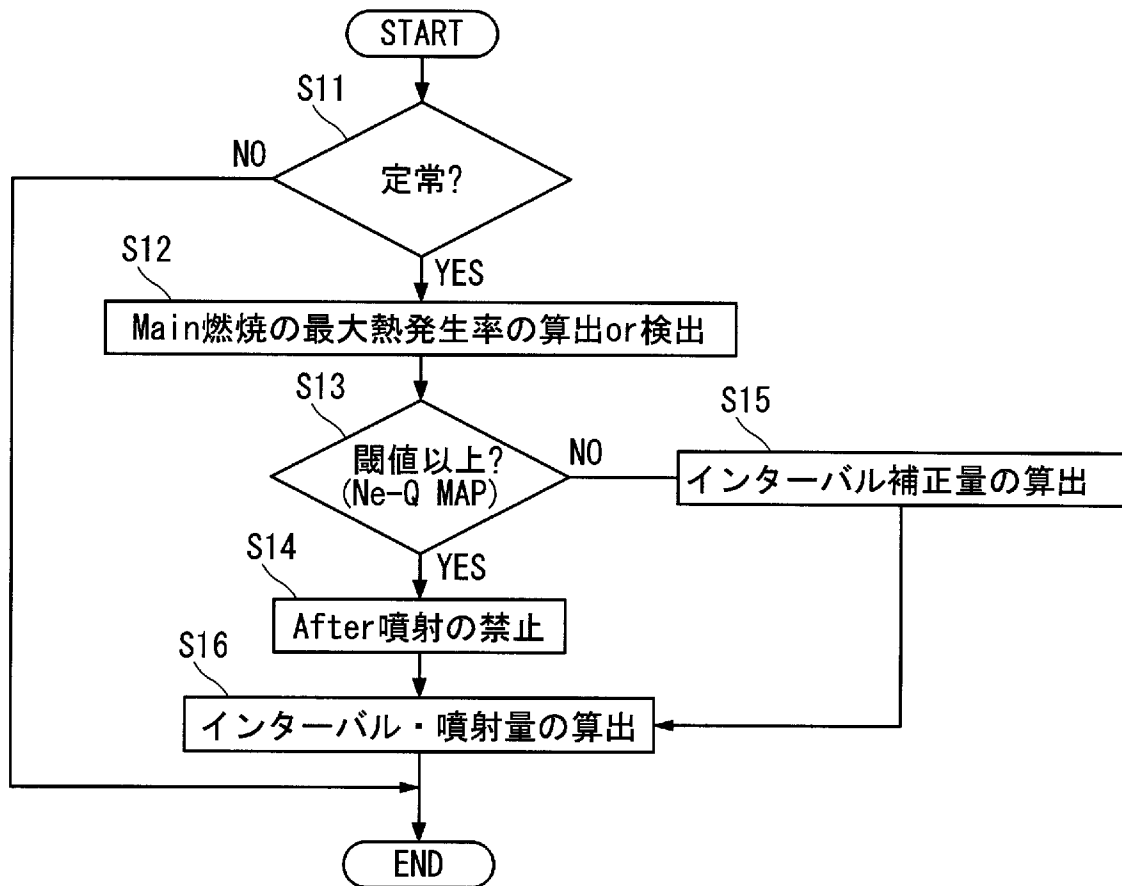 START
S11
NO
定常?
S12
YES
Main燃焼の最大熱発生率の算出or検出
S13
S15
閾値以上?
(Ne-Q MAP)
NO
インターバル補正量の算出
S14
YES
After噴射の禁止
S16
インターバル・噴射量の算出
END